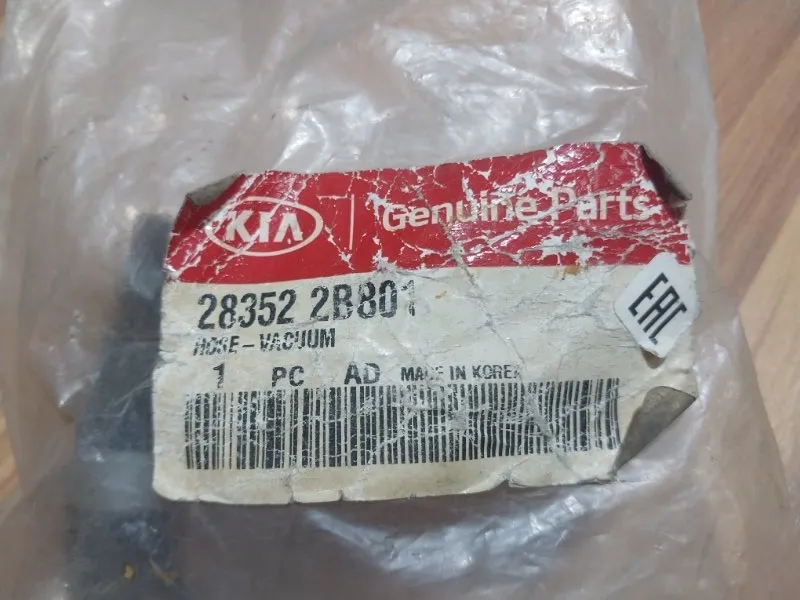 KIA Genuine Parts
28352 2B801
HOSE-VACUUM
1 PC AD MADE IN KOREA
EAC